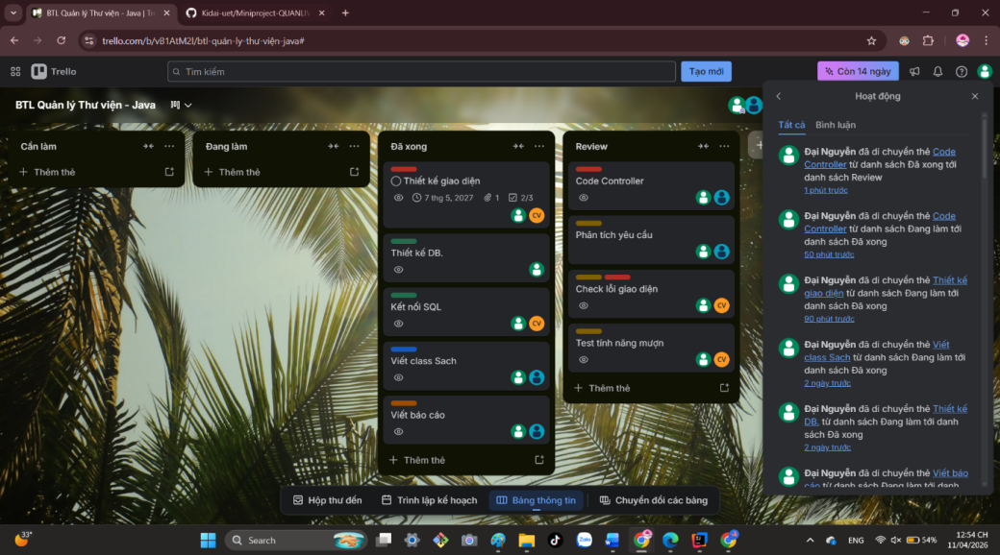 BTL Quản lý Thư viện - Java | Tr
Kidai-uet/Miniproject-QUANLIV
trello.com/b/vB1AtM2l/btl-quản-ly-thư-viện-java#
Trello
Tìm kiếm
Tạo mới
Còn 14 ngày
BTL Quản lý Thư viện - Java
Cần làm
Thêm thẻ
Đang làm
Thêm thẻ
Đã xong
Thiết kế giao diện
7 thg 5, 2027
1
2/3
CV
Thiết kế DB.
Kết nối SQL
CV
Viết class Sach
Viết báo cáo
Thêm thẻ
Review
Code Controller
Phân tích yêu cầu
Check lỗi giao diện
CV
Test tính năng mượn
CV
Thêm thẻ
Hoạt động
Tất cả
Bình luận
Đại Nguyễn đã di chuyển thẻ Code
Controller từ danh sách Đã xong tới
danh sách Review
1 phút trước
Đại Nguyễn đã di chuyển thẻ Code
Controller từ danh sách Đang làm tới
danh sách Đã xong
50 phút trước
Đại Nguyễn đã di chuyển thẻ Thiết kế
giao diện từ danh sách Đang làm tới
danh sách Đã xong
90 phút trước
Đại Nguyễn đã di chuyển thẻ Viết
class Sach từ danh sách Đang làm tới
danh sách Đã xong
2 ngày trước
Đại Nguyễn đã di chuyển thẻ Thiết kế
DB. từ danh sách Đang làm tới danh
sách Đã xong
2 ngày trước
Đại Nguyễn đã di chuyển thẻ Viết báo
cáo từ danh sách Đang làm tới danh
Hộp thư đến
Trình lập kế hoạch
Bảng thông tin
Chuyển đổi các bảng
33°
Search
Zalo
ENG
54%
12:54 CH
11/04/2026